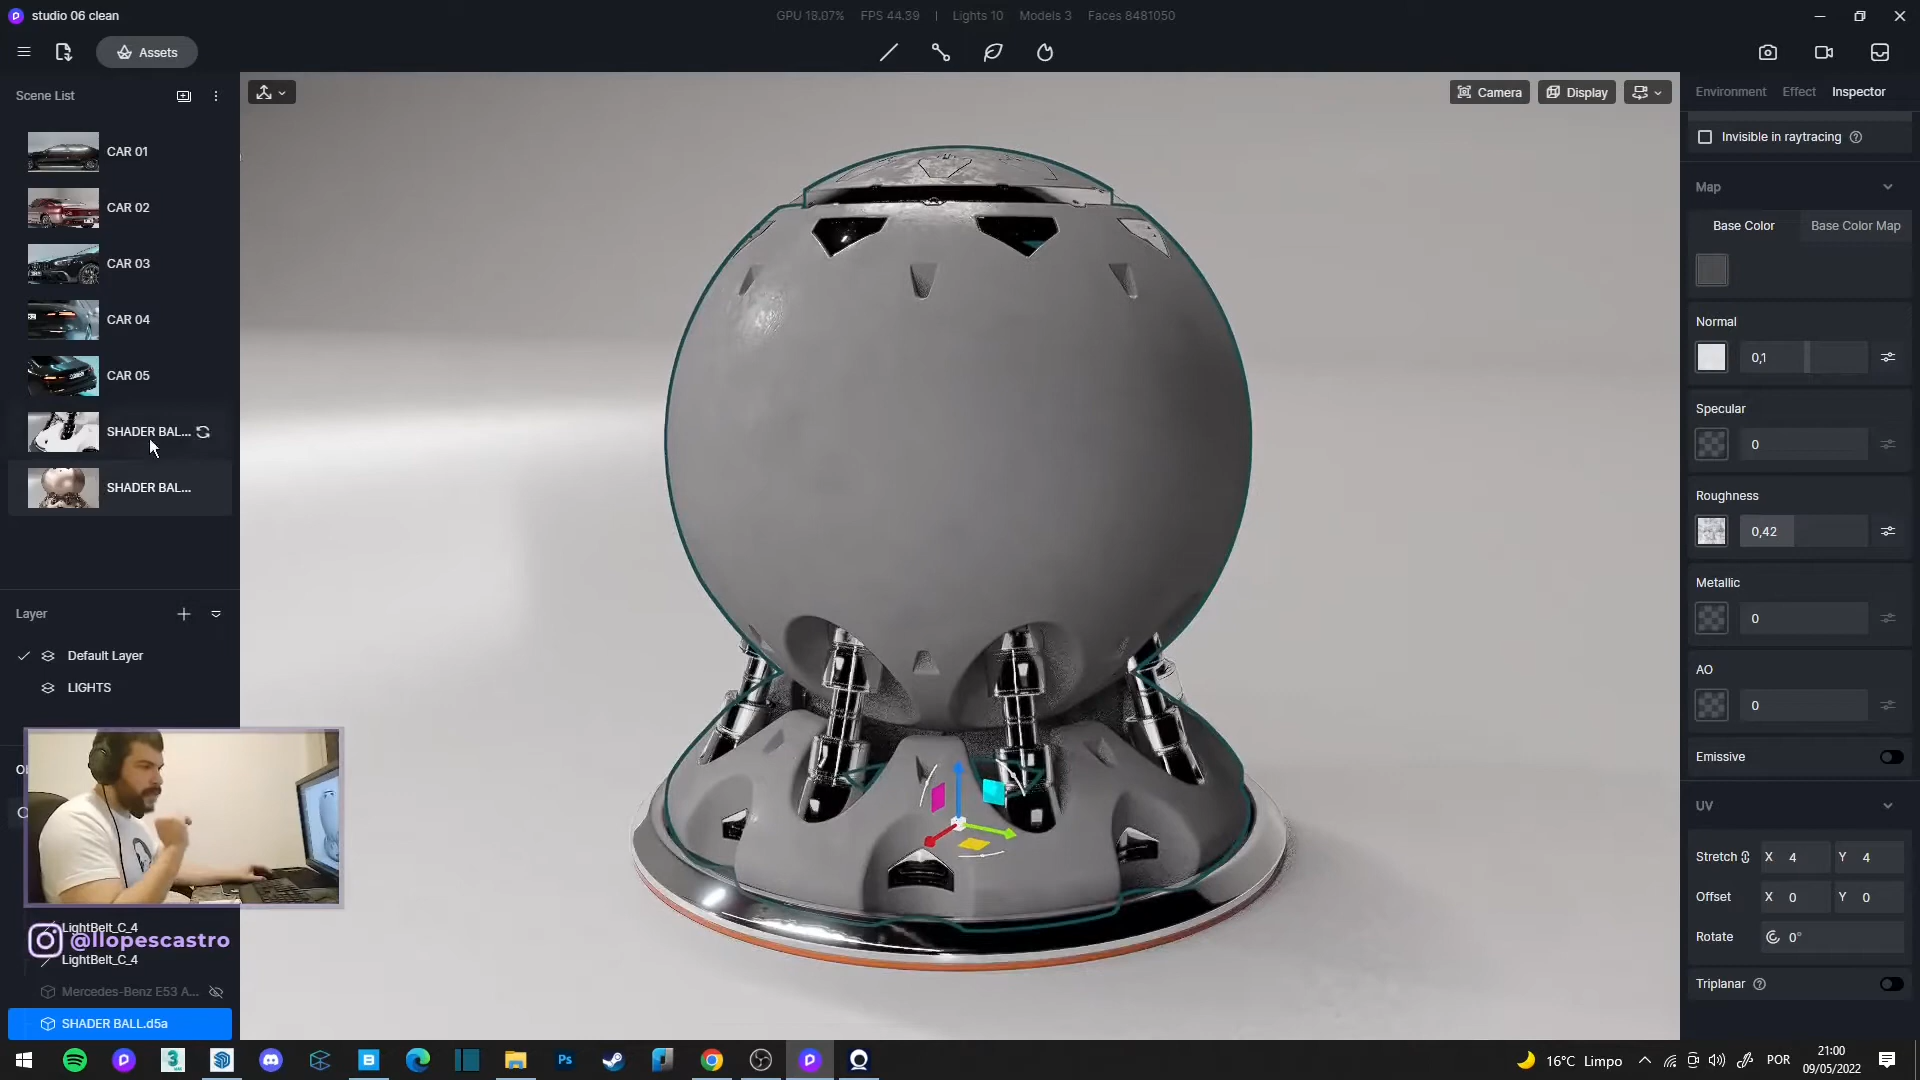 studio 06 clean
GPU 18.07% FPS 44.39 | Lights 10 Models 3 Faces 8481050
Assets
Scene List
CAR 01
CAR 02
CAR 03
CAR 04
CAR 05
SHADER BAL...
SHADER BAL...
Layer
Default Layer
LIGHTS
LightBelt_C_4
@llopescastro
LightBelt_C_4
Mercedes-Benz E53 A...
SHADER BALL.d5a
Camera
Display
Environment Effect Inspector
Invisible in raytracing
Map
Base Color Base Color Map
Normal
0,1
Specular
0
Roughness
0,42
Metallic
0
AO
0
Emissive
UV
Stretch X 4 Y 4
Offset X 0 Y 0
Rotate 0°
Triplanar
16°C Limpo
POR
21:00
09/05/2022